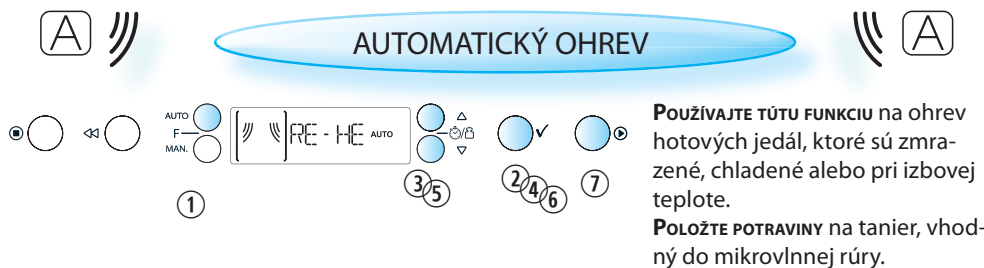 A
AUTOMATICKÝ OHREV
A
AUTO
F
MAN.
RE - HE AUTO
1
3 5
2 4 6
7
POUŽÍVAJTE TÚTU FUNKCIU na ohrev
hotových jedál, ktoré sú zmra-
zené, chladené alebo pri izbovej
teplote.
POLOŽTE POTRAVINY na tanier, vhod-
ný do mikrovlnnej rúry.